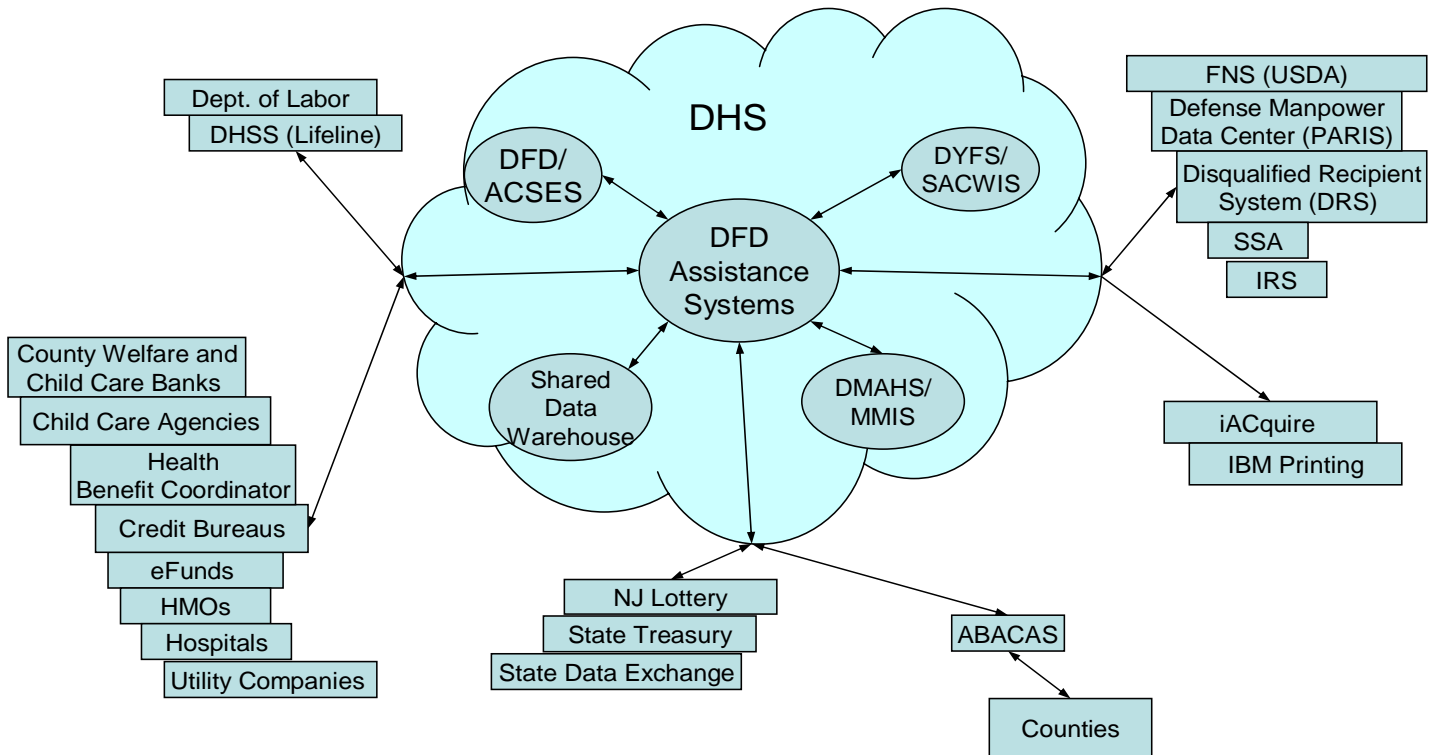 DHS
Dept. of Labor
DHSS (Lifeline)
DFD/
ACSES
DYFS/
SACWIS
DFD
Assistance
Systems
Shared
Data
Warehouse
DMAHS/
MMIS
FNS (USDA)
Defense Manpower
Data Center (PARIS)
Disqualified Recipient
System (DRS)
SSA
IRS
County Welfare and
Child Care Banks
Child Care Agencies
Health
Benefit Coordinator
Credit Bureaus
eFunds
HMOs
Hospitals
Utility Companies
iACquire
IBM Printing
NJ Lottery
State Treasury
State Data Exchange
ABACAS
Counties